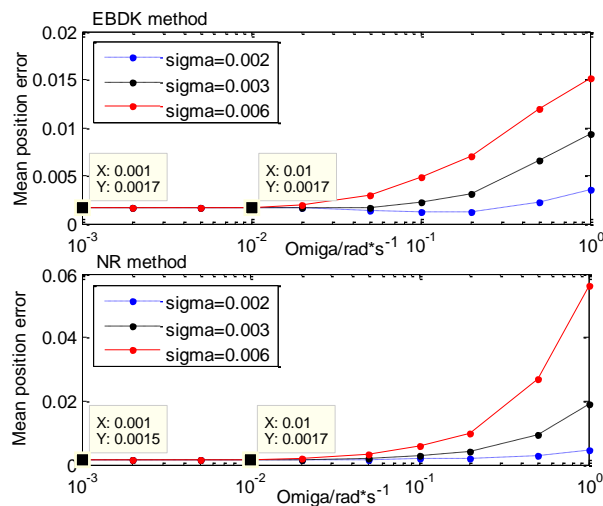 EBDK method
0.02
0.015
0.01
0.005
0
Mean position error
sigma=0.002
sigma=0.003
sigma=0.006
X: 0.001
Y: 0.0017
X: 0.01
Y: 0.0017
10^-3
10^-2
10^-1
10^0
Omiga/rad*s^-1
NR method
0.06
0.04
0.02
0
Mean position error
sigma=0.002
sigma=0.003
sigma=0.006
X: 0.001
Y: 0.0015
X: 0.01
Y: 0.0017
10^-3
10^-2
10^-1
10^0
Omiga/rad*s^-1